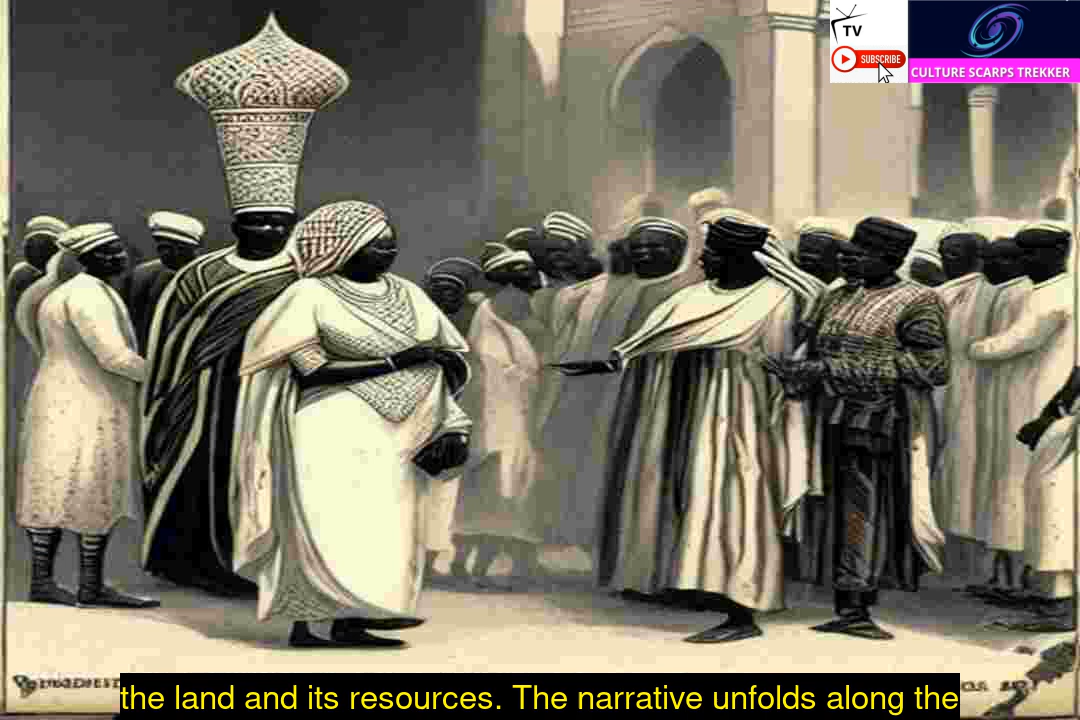 TV
SUBSCRIBE
CULTURE SCARPS TREKKER
the land and its resources. The narrative unfolds along the